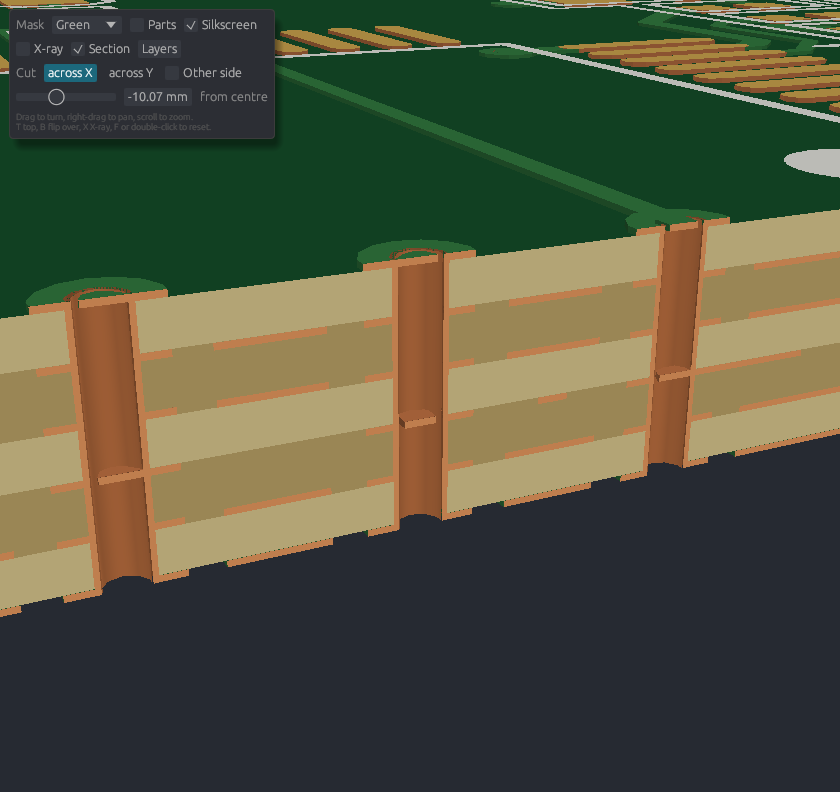 Mask Green Parts Silkscreen
X-ray Section Layers
Cut across X across Y Other side
-10.07 mm from centre
Drag to turn, right-drag to pan, scroll to zoom.
T top, B flip over, X X-ray, F or double-click to reset.